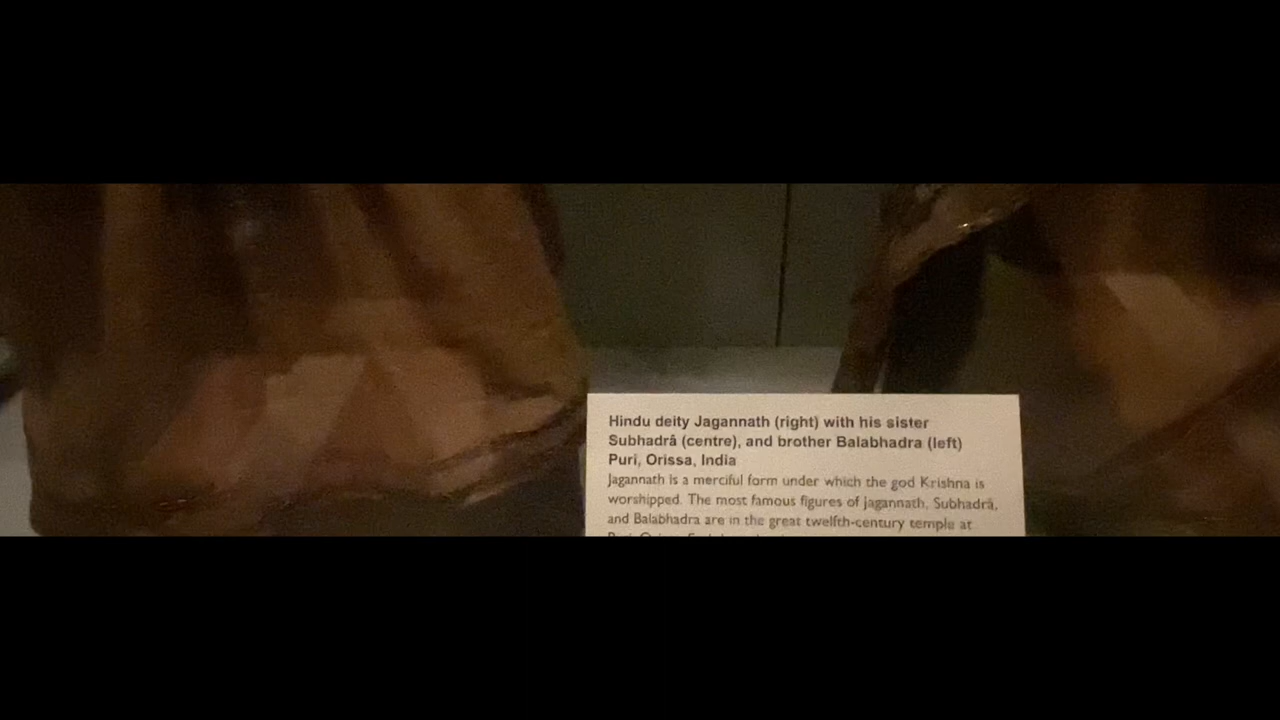 Hindu deity Jagannath (right) with his sister
Subhadrā (centre), and brother Balabhadra (left)
Puri, Orissa, India
Jagannath is a merciful form under which the god Krishna is
worshipped. The most famous figures of Jagannath, Subhadrā,
and Balabhadra are in the great twelfth-century temple at